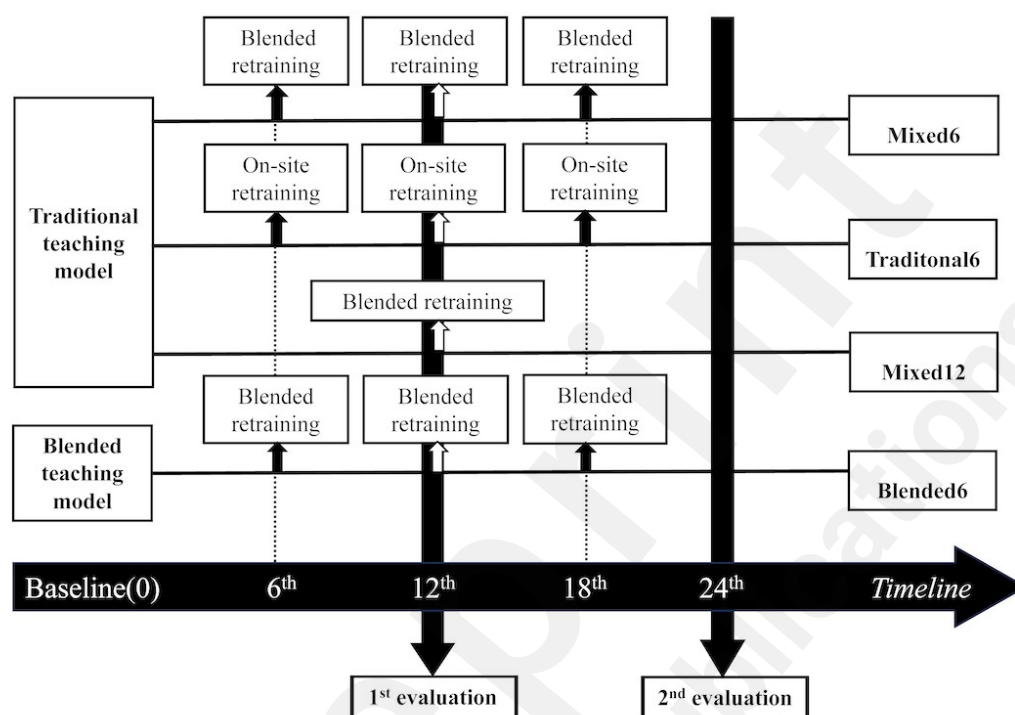 Blended
retraining
Blended
retraining
Blended
retraining
Mixed6
On-site
retraining
On-site
retraining
On-site
retraining
Traditional
teaching
model
Traditonal6
Blended retraining
Mixed12
Blended
retraining
Blended
retraining
Blended
retraining
Blended
teaching
model
Blended6
Baseline(0) 6th 12th 18th 24th Timeline
1st evaluation 2nd evaluation